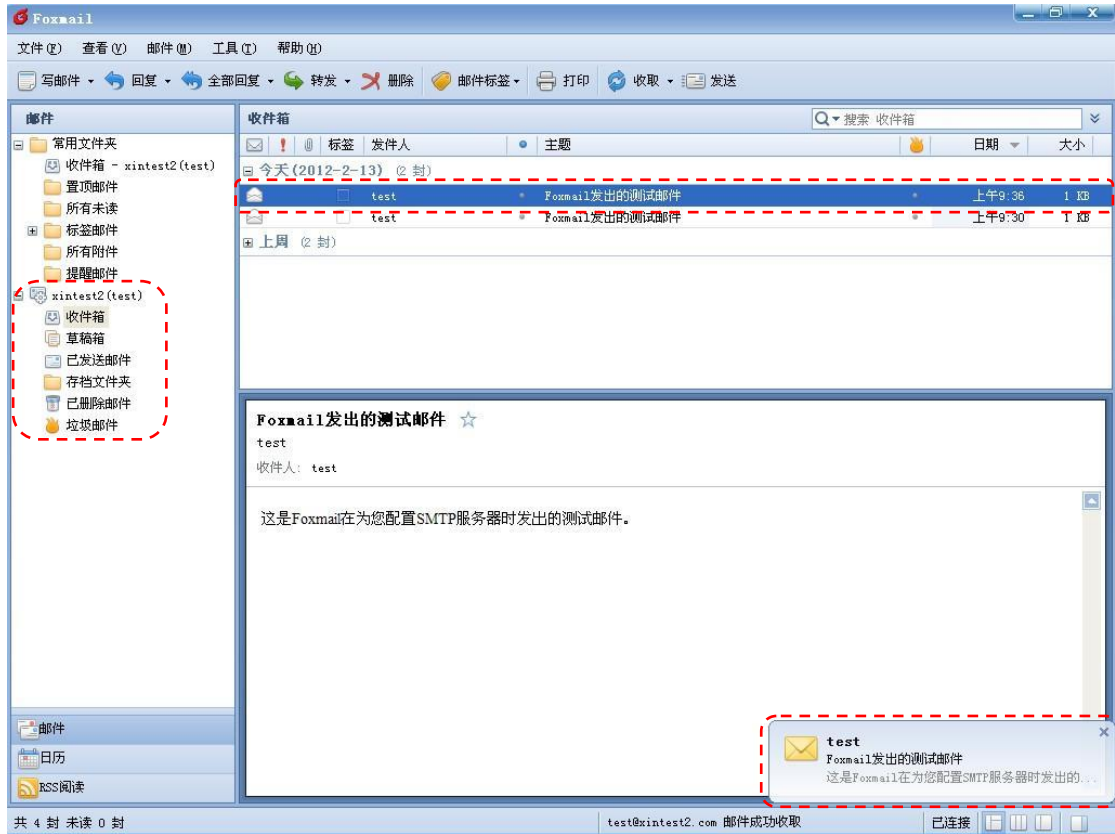 Foxmail
文件(F) 查看(V) 邮件(M) 工具(T) 帮助(H)
写邮件 回复 全部回复 转发 删除 邮件标签 打印 收取 发送
邮件
常用文件夹
收件箱 - xintest2(test)
置顶邮件
所有未读
标签邮件
所有附件
提醒邮件
xintest2(test)
收件箱
草稿箱
已发送邮件
存档文件夹
已删除邮件
垃圾邮件
邮件
日历
RSS阅读
收件箱 搜索 收件箱
标签 发件人 主题 日期 大小
今天(2012-2-13) (2 封)
test Foxmail发出的测试邮件 上午9:36 1 KB
test Foxmail发出的测试邮件 上午9:30 1 KB
上周 (2 封)
Foxmail发出的测试邮件 ☆
test
收件人: test
这是Foxmail在为您配置SMTP服务器时发出的测试邮件。
test
Foxmail发出的测试邮件
这是Foxmail在为您配置SMTP服务器时发出的...
共 4 封 未读 0 封 test@xintest2.com 邮件成功收取 已连接